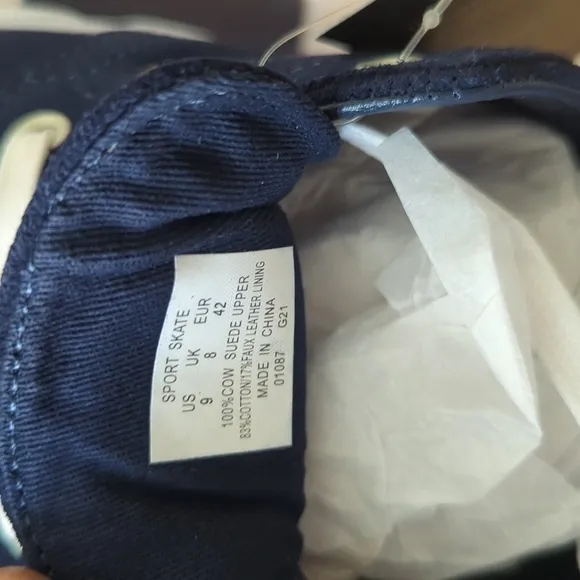 SPORT SKATE
US UK EUR
9 8 42
100%COW SUEDE UPPER
83%COTTON/17%FAUX LEATHER LINING
MADE IN CHINA
01087 G21